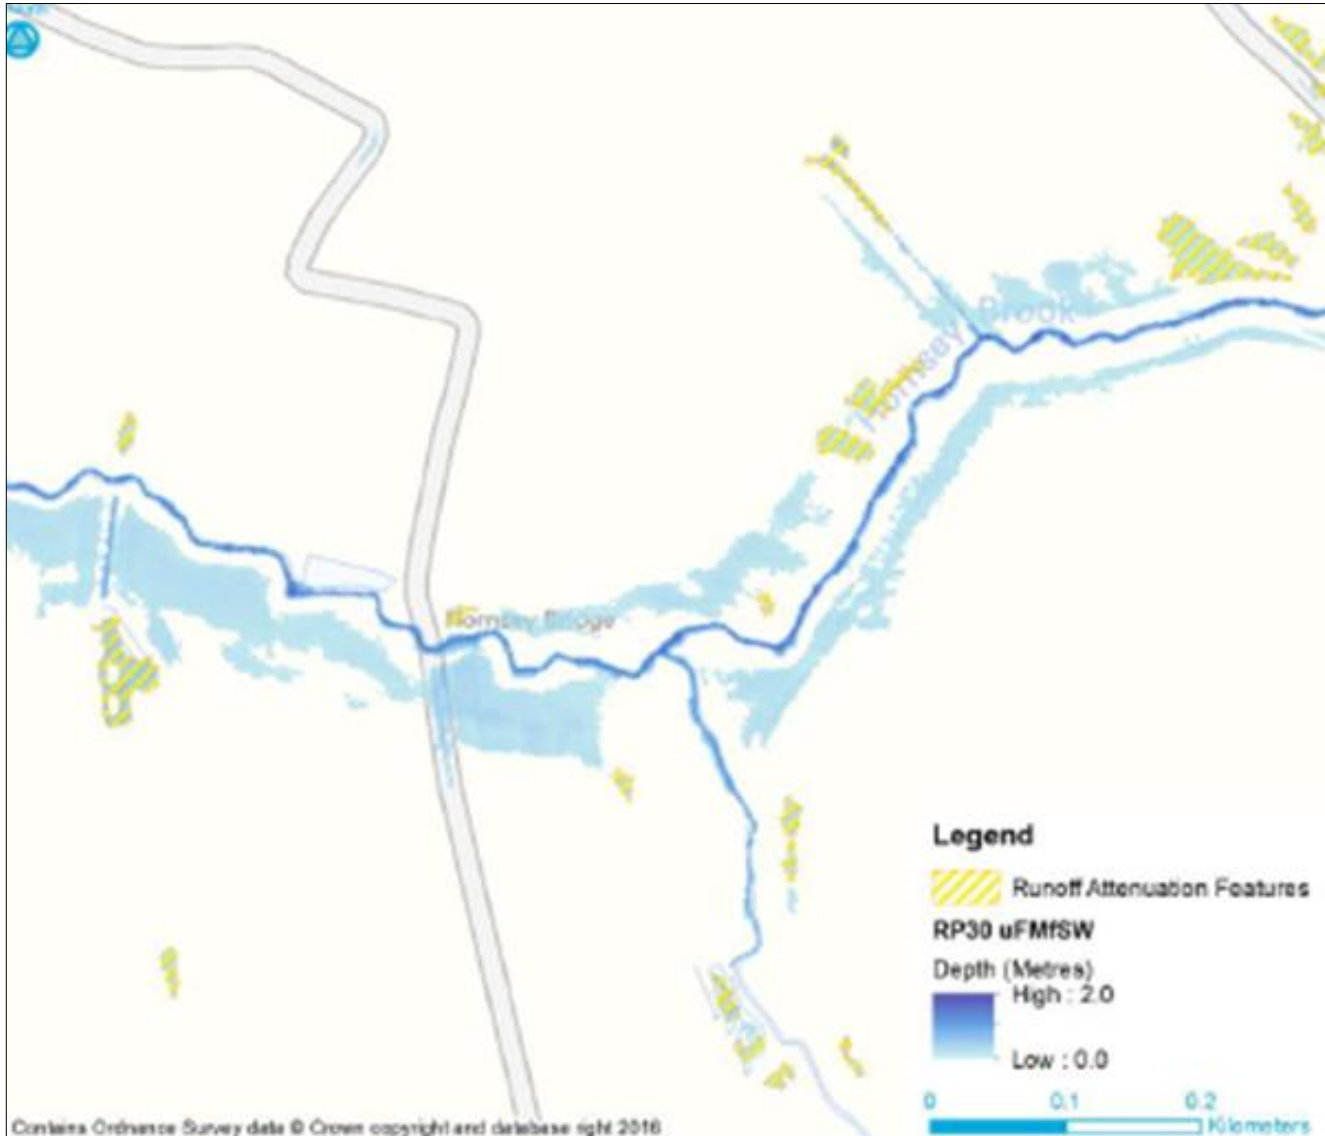 Hornsey Brook
Hornsey Bridge
Legend
Runoff Attenuation Features
RP30 uFMfSW
Depth (Metres)
High : 2.0
Low : 0.0
0 0.1 0.2
Kilometers
Contains Ordnance Survey data © Crown copyright and database right 2016